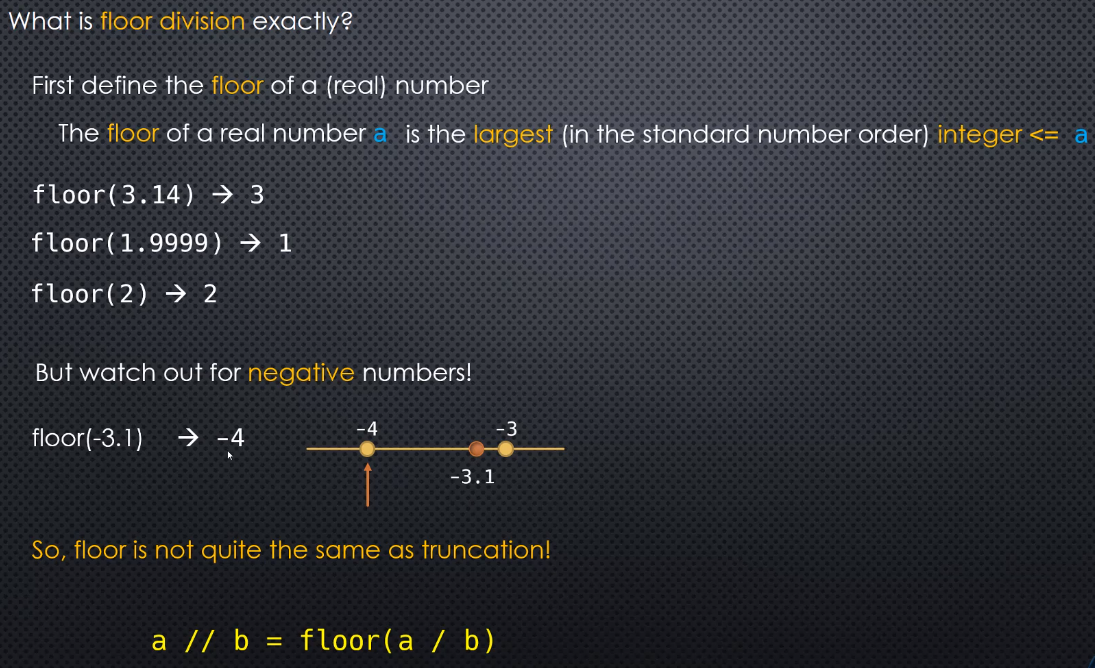 What is floor division exactly?
First define the floor of a (real) number
The floor of a real number a is the largest (in the standard number order) integer <= a
floor(3.14) → 3
floor(1.9999) → 1
floor(2) → 2
But watch out for negative numbers!
floor(-3.1) → -4
-4 -3
-3.1
So, floor is not quite the same as truncation!
a // b = floor(a / b)